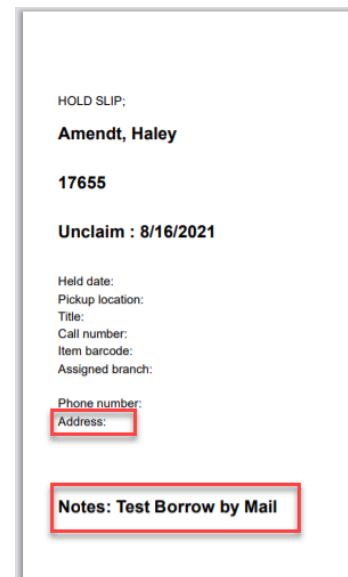 HOLD SLIP;
Amendt, Haley
17655
Unclaim : 8/16/2021
Held date:
Pickup location:
Title:
Call number:
Item barcode:
Assigned branch:
Phone number:
Address:
Notes: Test Borrow by Mail